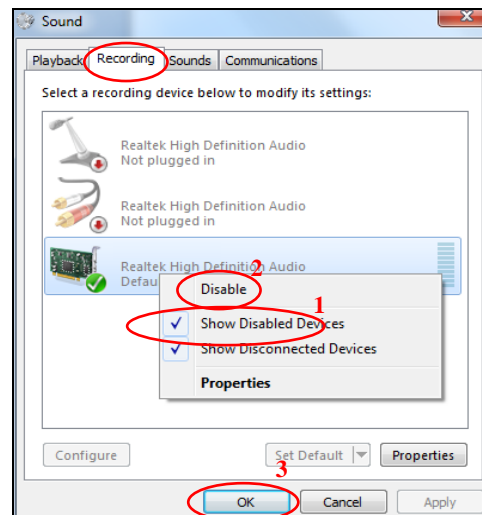 Sound
Playback Recording Sounds Communications
Select a recording device below to modify its settings:
Realtek High Definition Audio
Not plugged in
Realtek High Definition Audio
Not plugged in
Realtek High Definition Audio
Defau
2
Disable
1
Show Disabled Devices
Show Disconnected Devices
Properties
Configure Set Default Properties
3
OK Cancel Apply